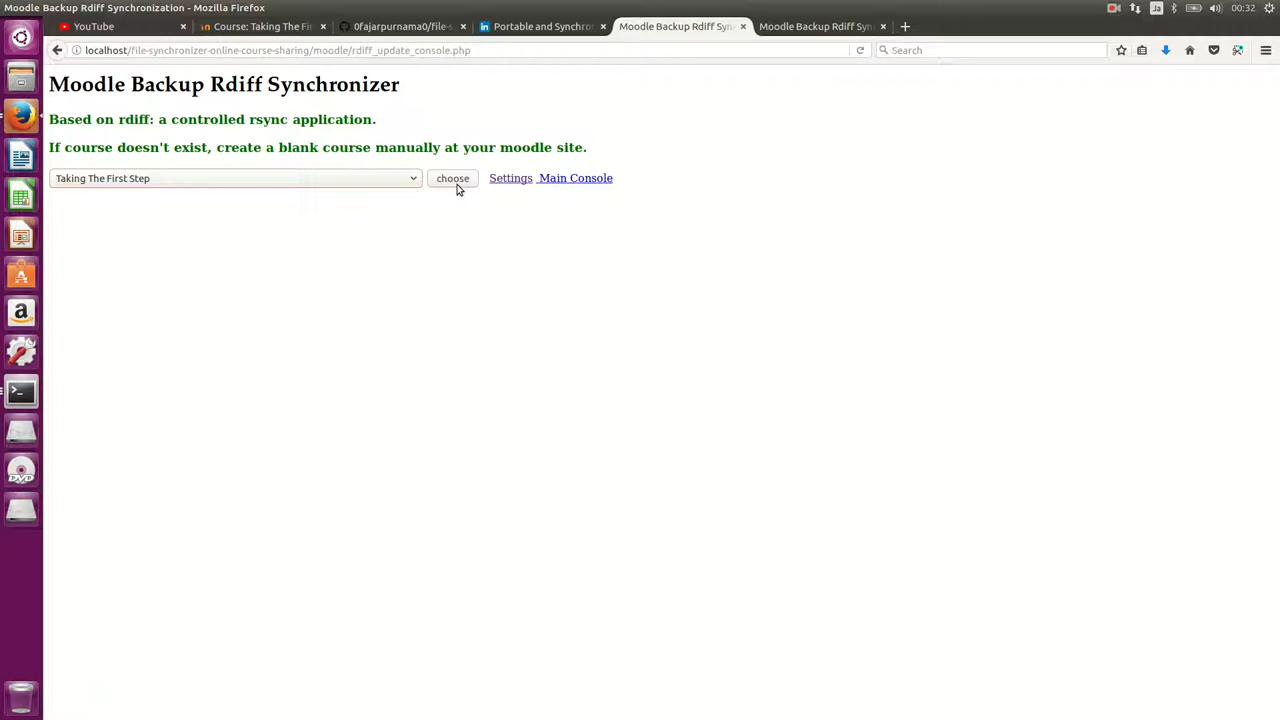 Moodle Backup Rdiff Synchronization - Mozilla Firefox
Ja 00:32
YouTube
Course: Taking The Fi
0fajarpurnama0/file-s
Portable and Synchror
Moodle Backup Rdiff Syn
Moodle Backup Rdiff Syn
localhost/file-synchronizer-online-course-sharing/moodle/rdiff_update_console.php
Search
Moodle Backup Rdiff Synchronizer
Based on rdiff: a controlled rsync application.
If course doesn't exist, create a blank course manually at your moodle site.
Taking The First Step
choose
Settings Main Console
DVD